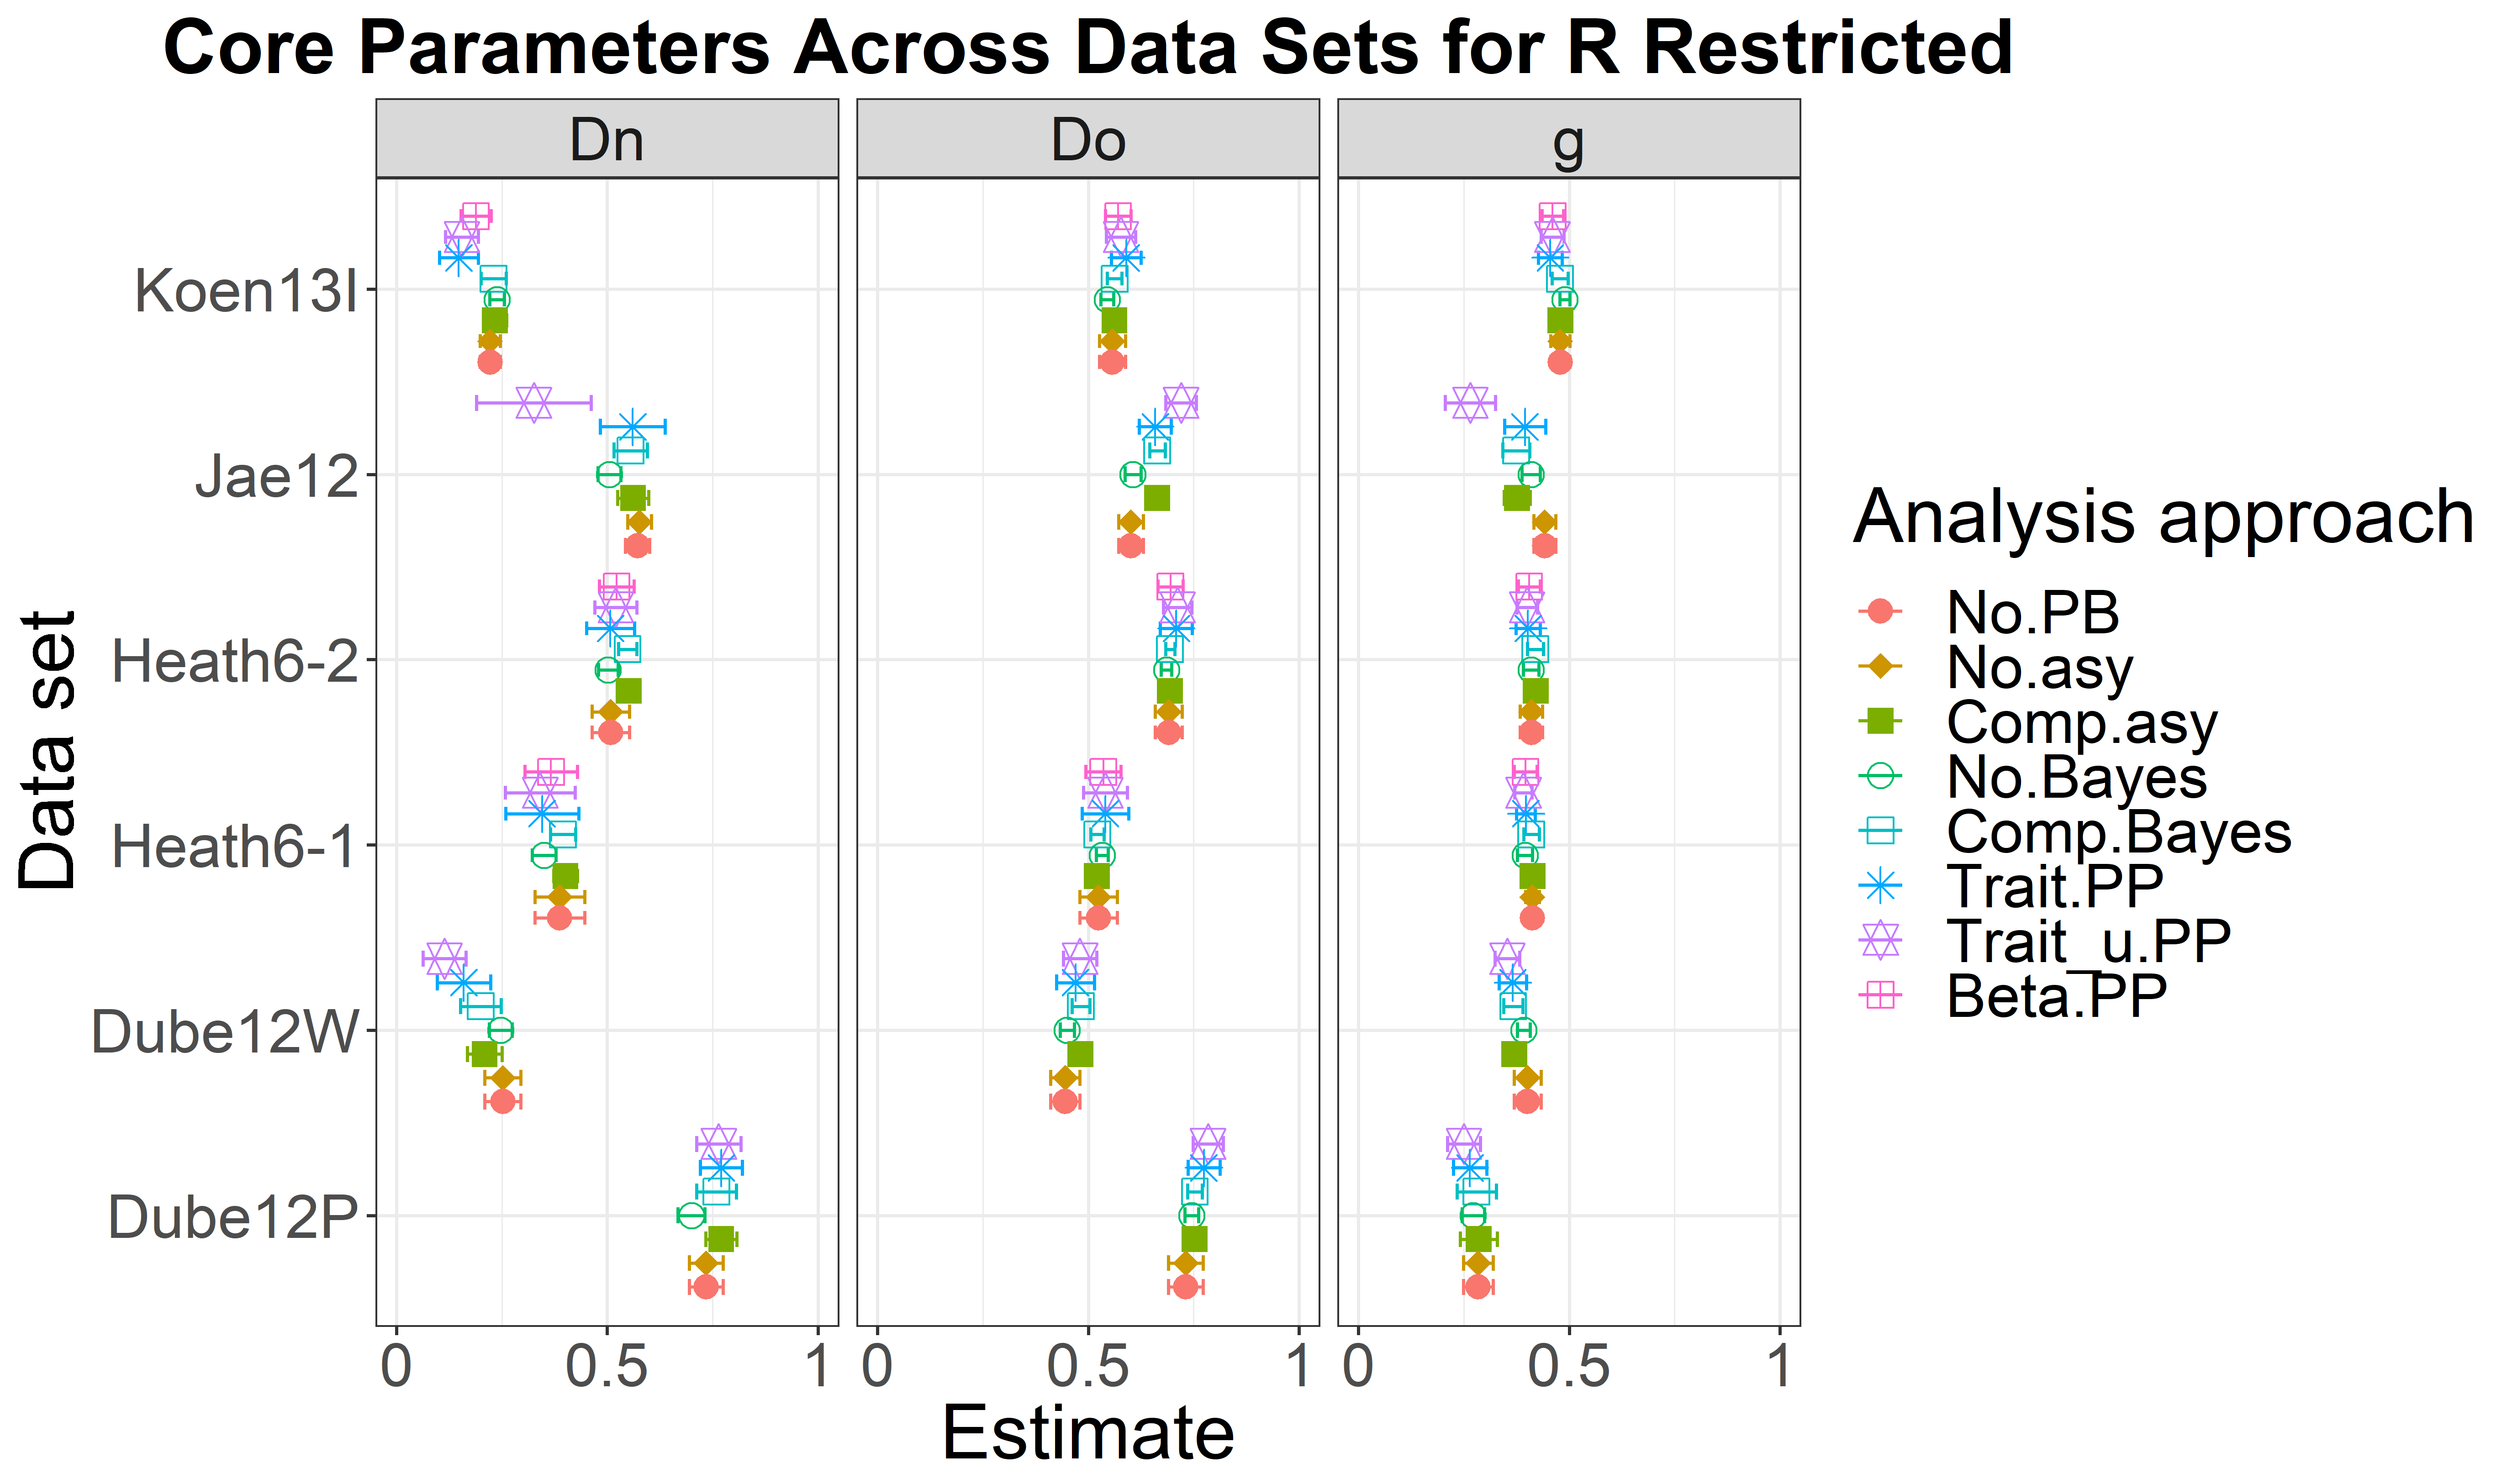 Core Parameters Across Data Sets for R Restricted
Dn
Do
g
Data set
Koen13I
Jae12
Heath6-2
Heath6-1
Dube12W
Dube12P
0
0.5
1
0
0.5
1
0
0.5
1
Estimate
Analysis approach
No.PB
No.asy
Comp.asy
No.Bayes
Comp.Bayes
Trait.PP
Trait_u.PP
Beta.PP